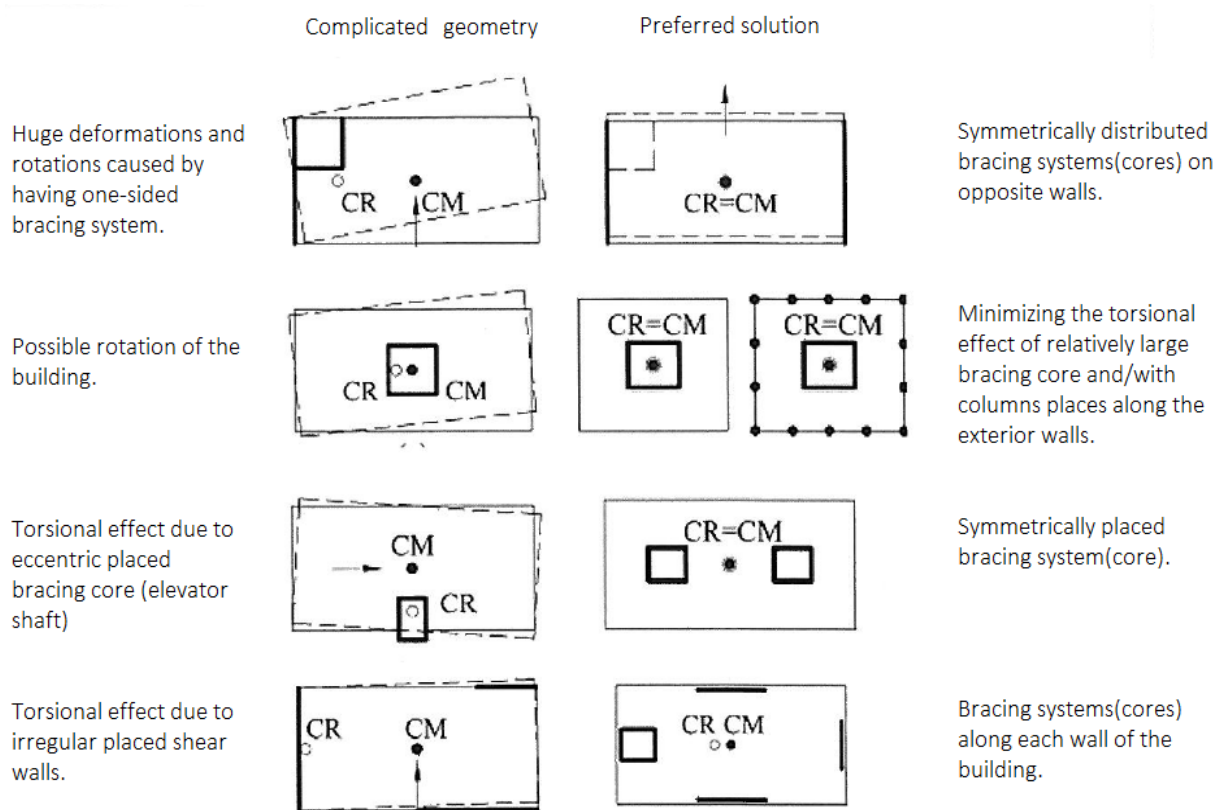 Complicated geometry
Preferred solution
Huge deformations and
rotations caused by
having one-sided
bracing system.
CR
CM
CR=CM
Symmetrically distributed
bracing systems(cores) on
opposite walls.
Possible rotation of the
building.
CR
CM
CR=CM
CR=CM
Minimizing the torsional
effect of relatively large
bracing core and/with
columns places along the
exterior walls.
Torsional effect due to
eccentric placed
bracing core (elevator
shaft)
CM
CR
CR=CM
Symmetrically placed
bracing system(core).
Torsional effect due to
irregular placed shear
walls.
CR
CM
CR CM
Bracing systems(cores)
along each wall of the
building.